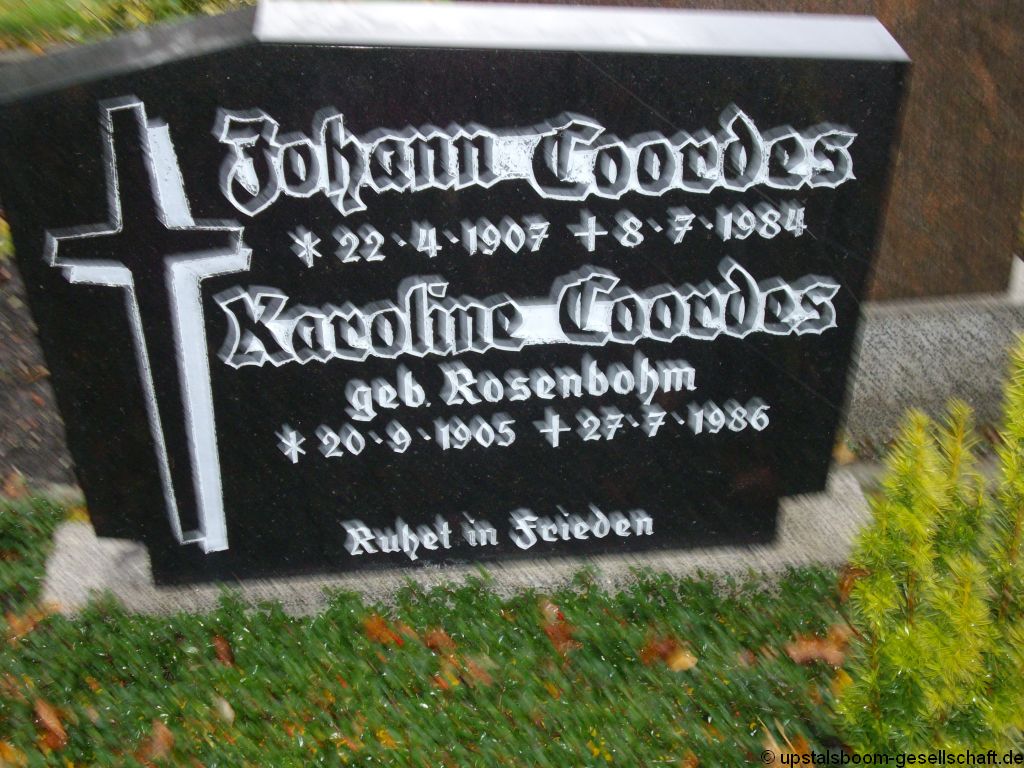 Johann Coordes
* 22.4.1907 + 8.7.1984
Karoline Coordes
geb. Rosenbohm
* 20.9.1905 + 27.7.1986
Ruhet in Frieden
© upstalsboom-gesellschaft.de